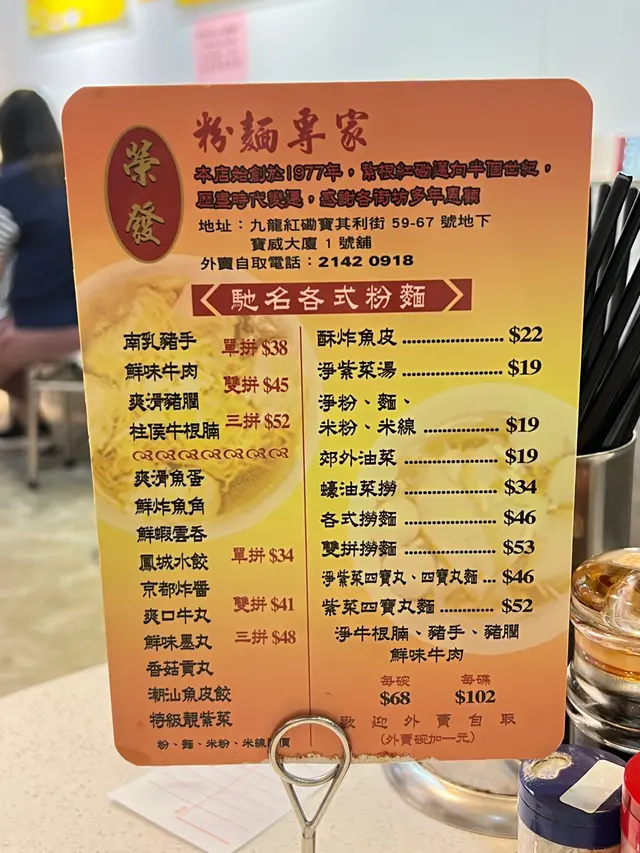 榮發
粉麵專家
本店始創於1977年，紮根紅磡邁向半個世紀，
歷盡時代變遷，感謝各街坊多年惠顧
地址：九龍紅磡寶其利街 59-67 號地下
寶威大廈 1 號舖
外賣自取電話：2142 0918
馳名各式粉麵
南乳豬手
鮮味牛肉
爽滑豬膶
柱侯牛根腩
單拼 $38
雙拼 $45
三拼 $52
爽滑魚蛋
鮮炸魚角
鮮蝦雲吞
鳳城水餃
京都炸醬
爽口牛丸
鮮味墨丸
香菇貢丸
潮汕魚皮餃
特級靚紫菜
單拼 $34
雙拼 $41
三拼 $48
粉、麵、米粉、米線 價
酥炸魚皮 ........................ $22
淨紫菜湯 ........................ $19
淨粉、麵、
米粉、米線 .................. $19
郊外油菜 ...................... $19
蠔油菜撈 ...................... $34
各式撈麵 ...................... $46
雙拼撈麵 ...................... $53
淨紫菜四寶丸、四寶丸麵 ... $46
紫菜四寶丸麵 ............... $52
淨牛根腩、豬手、豬膶
鮮味牛肉
每碗 每碟
$68 $102
歡迎外賣自取
(外賣碗加一元)